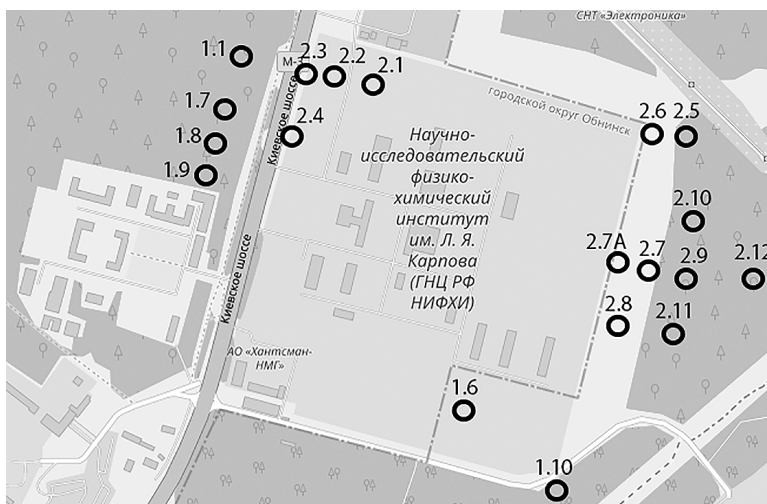 СНТ «Электроника»
1.1
2.3
2.2
2.1
М-3
1.7
городской округ Обнинск
2.6
2.5
2.4
Киевское шоссе
1.8
1.9
Научно-
исследовательский
физико-
химический
институт
им. Л. Я.
Карпова
(ГНЦ РФ
НИФХИ)
2.10
2.7А
2.7
2.9
2.12
Киевское шоссе
2.8
2.11
АО «Хантсман-
НМГ»
1.6
1.10